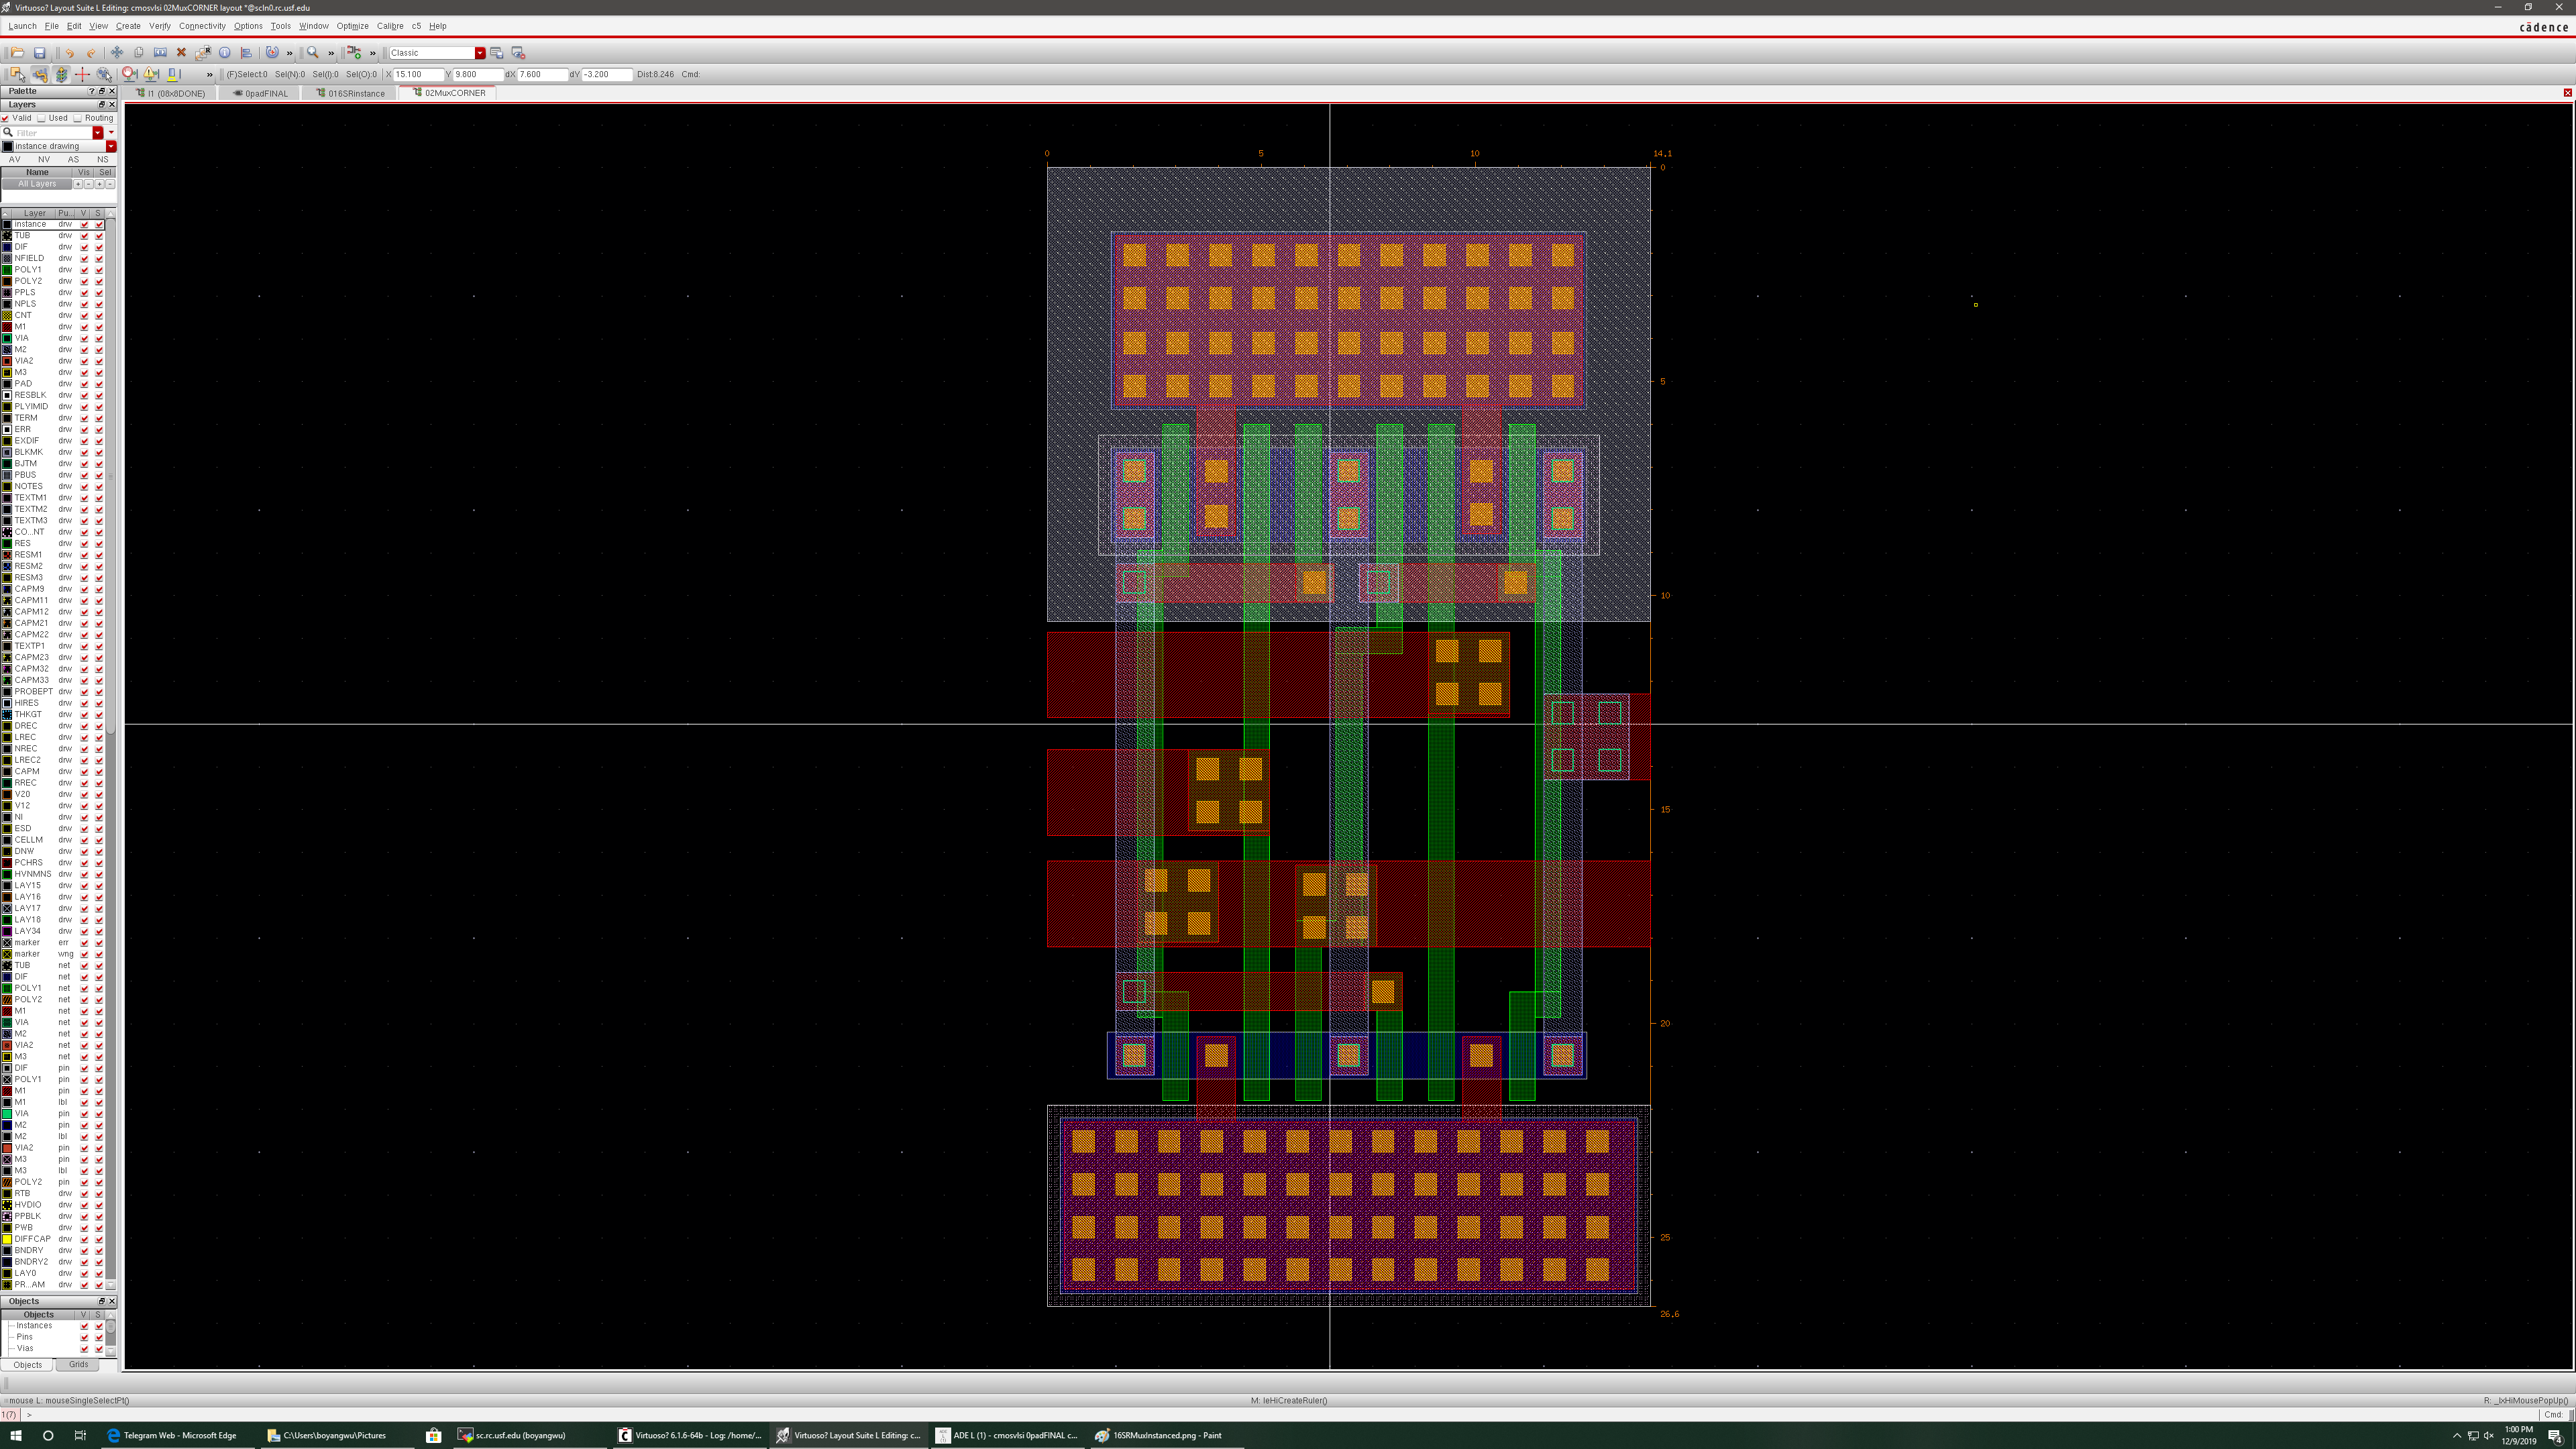 Virtuoso? Layout Suite L Editing: cmosvlsi 02MuxCORNER layout *@scln0.rc.usf.edu
Launch File Edit View Create Verify Connectivity Options Tools Window Optimize Calibre c5 Help
cādence
Classic
(F)Select:0 Sel(N):0 Sel(I):0 Sel(O):0 X 15.100 Y 9.800 dX 7.600 dY -3.200 Dist:8.246 Cmd:
Palette
I1 (08x8DONE) 0padFINAL 016SRinstance 02MuxCORNER
Layers
Valid Used Routing
Filter
instance drawing
AV NV AS NS
Name Vis Sel
All Layers
Layer Pu... V S
instance drw
TUB drw
DIF drw
NFIELD drw
POLY1 drw
POLY2 drw
PPLS drw
NPLS drw
CNT drw
M1 drw
VIA drw
M2 drw
VIA2 drw
M3 drw
PAD drw
RESBLK drw
PLYIMID drw
TERM drw
ERR drw
EXDIF drw
BLKMK drw
BJTM drw
PBUS drw
NOTES drw
TEXTM1 drw
TEXTM2 drw
TEXTM3 drw
CO...NT drw
RES drw
RESM1 drw
RESM2 drw
RESM3 drw
CAPM9 drw
CAPM11 drw
CAPM12 drw
CAPM21 drw
CAPM22 drw
TEXTP1 drw
CAPM23 drw
CAPM32 drw
CAPM33 drw
PROBEPT drw
HIRES drw
THKGT drw
DREC drw
LREC drw
NREC drw
LREC2 drw
CAPM drw
RREC drw
V20 drw
V12 drw
NI drw
ESD drw
CELLM drw
DNW drw
PCHRS drw
HVNMNS drw
LAY15 drw
LAY16 drw
LAY17 drw
LAY18 drw
LAY34 drw
marker err
marker wng
TUB net
DIF net
POLY1 net
POLY2 net
M1 net
VIA net
M2 net
VIA2 net
M3 net
DIF pin
POLY1 pin
M1 pin
M1 lbl
VIA pin
M2 pin
M2 lbl
VIA2 pin
M3 pin
M3 lbl
POLY2 pin
RTB drw
HVDIO drw
PPBLK drw
PWB drw
DIFFCAP drw
BNDRY drw
BNDRY2 drw
LAY0 drw
PR...AM drw
Objects
Objects V S
Instances
Pins
Vias
Objects Grids
0 5 10 14.1
0
5
10
15
20
25
26.6
mouse L: mouseSingleSelectPt() M: leHiCreateRuler() R: _lxHiMousePopUp()
1(7) > Cmd:
Telegram Web - Microsoft Edge C:\Users\boyangwu\Pictures sc.rc.usf.edu (boyangwu) Virtuoso? 6.1.6-64b - Log: /home/... Virtuoso? Layout Suite L Editing: c... ADE L (1) - cmosvlsi 0padFINAL c... 16SRMuxInstanced.png - Paint
1:00 PM
12/9/2019
4